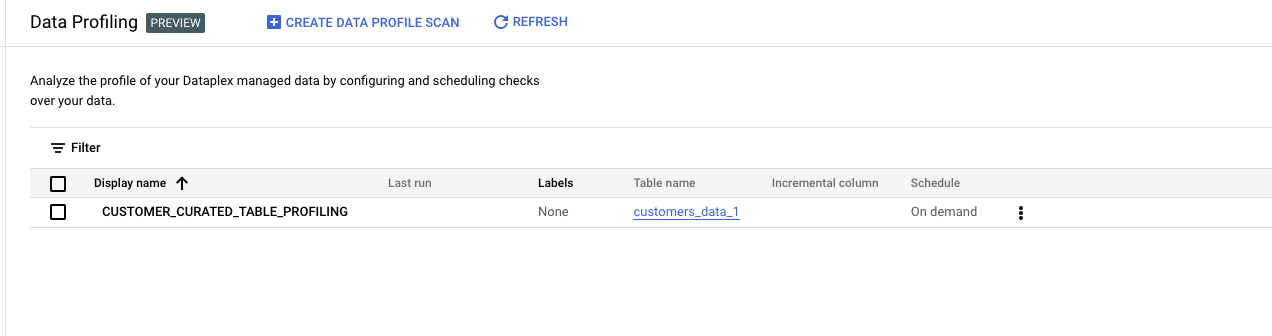 Data Profiling PREVIEW CREATE DATA PROFILE SCAN REFRESH
Analyze the profile of your Dataplex managed data by configuring and scheduling checks
over your data.
Filter
Display name Last run Labels Table name Incremental column Schedule
CUSTOMER_CURATED_TABLE_PROFILING None customers_data_1 On demand